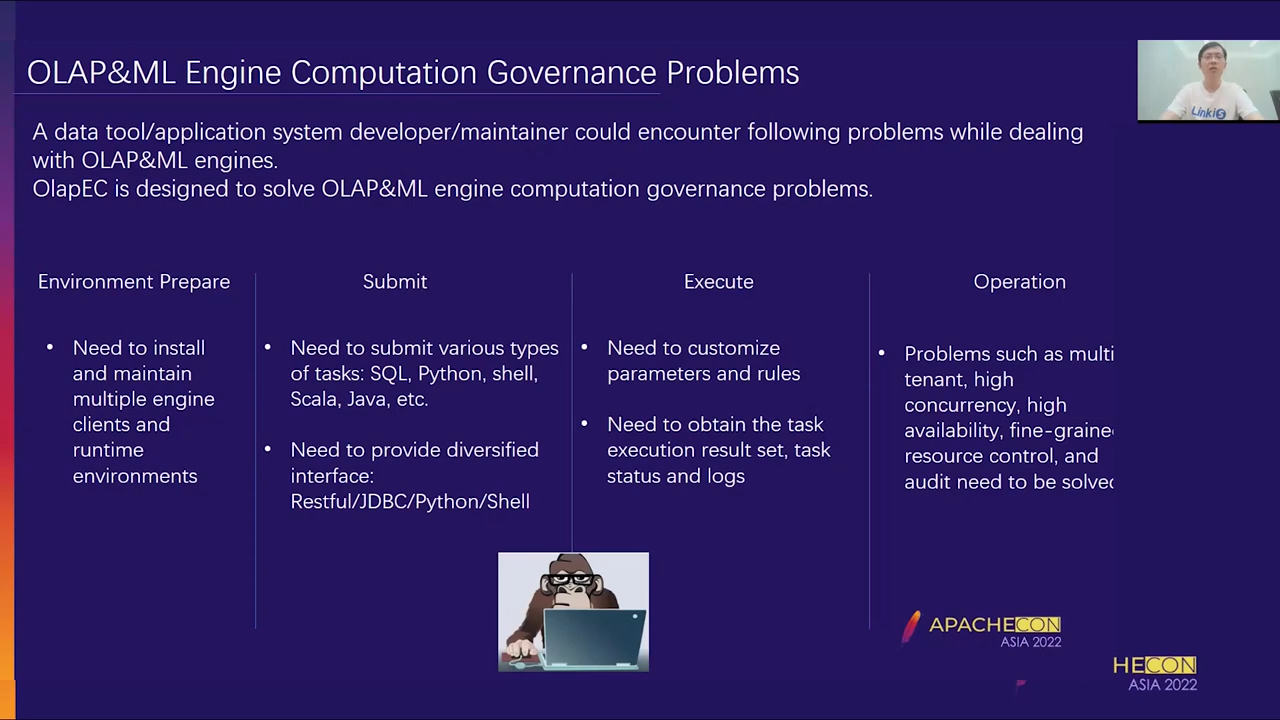 OLAP&ML Engine Computation Governance Problems
A data tool/application system developer/maintainer could encounter following problems while dealing
with OLAP&ML engines.
OlapEC is designed to solve OLAP&ML engine computation governance problems.
Environment Prepare
• Need to install
and maintain
multiple engine
clients and
runtime
environments
Submit
• Need to submit various types
of tasks: SQL, Python, shell,
Scala, Java, etc.
• Need to provide diversified
interface:
Restful/JDBC/Python/Shell
Execute
• Need to customize
parameters and rules
• Need to obtain the task
execution result set, task
status and logs
Operation
• Problems such as multi
tenant, high
concurrency, high
availability, fine-graine
resource control, and
audit need to be solved
Linkis
APACHECON
ASIA 2022
HECON
ASIA 2022